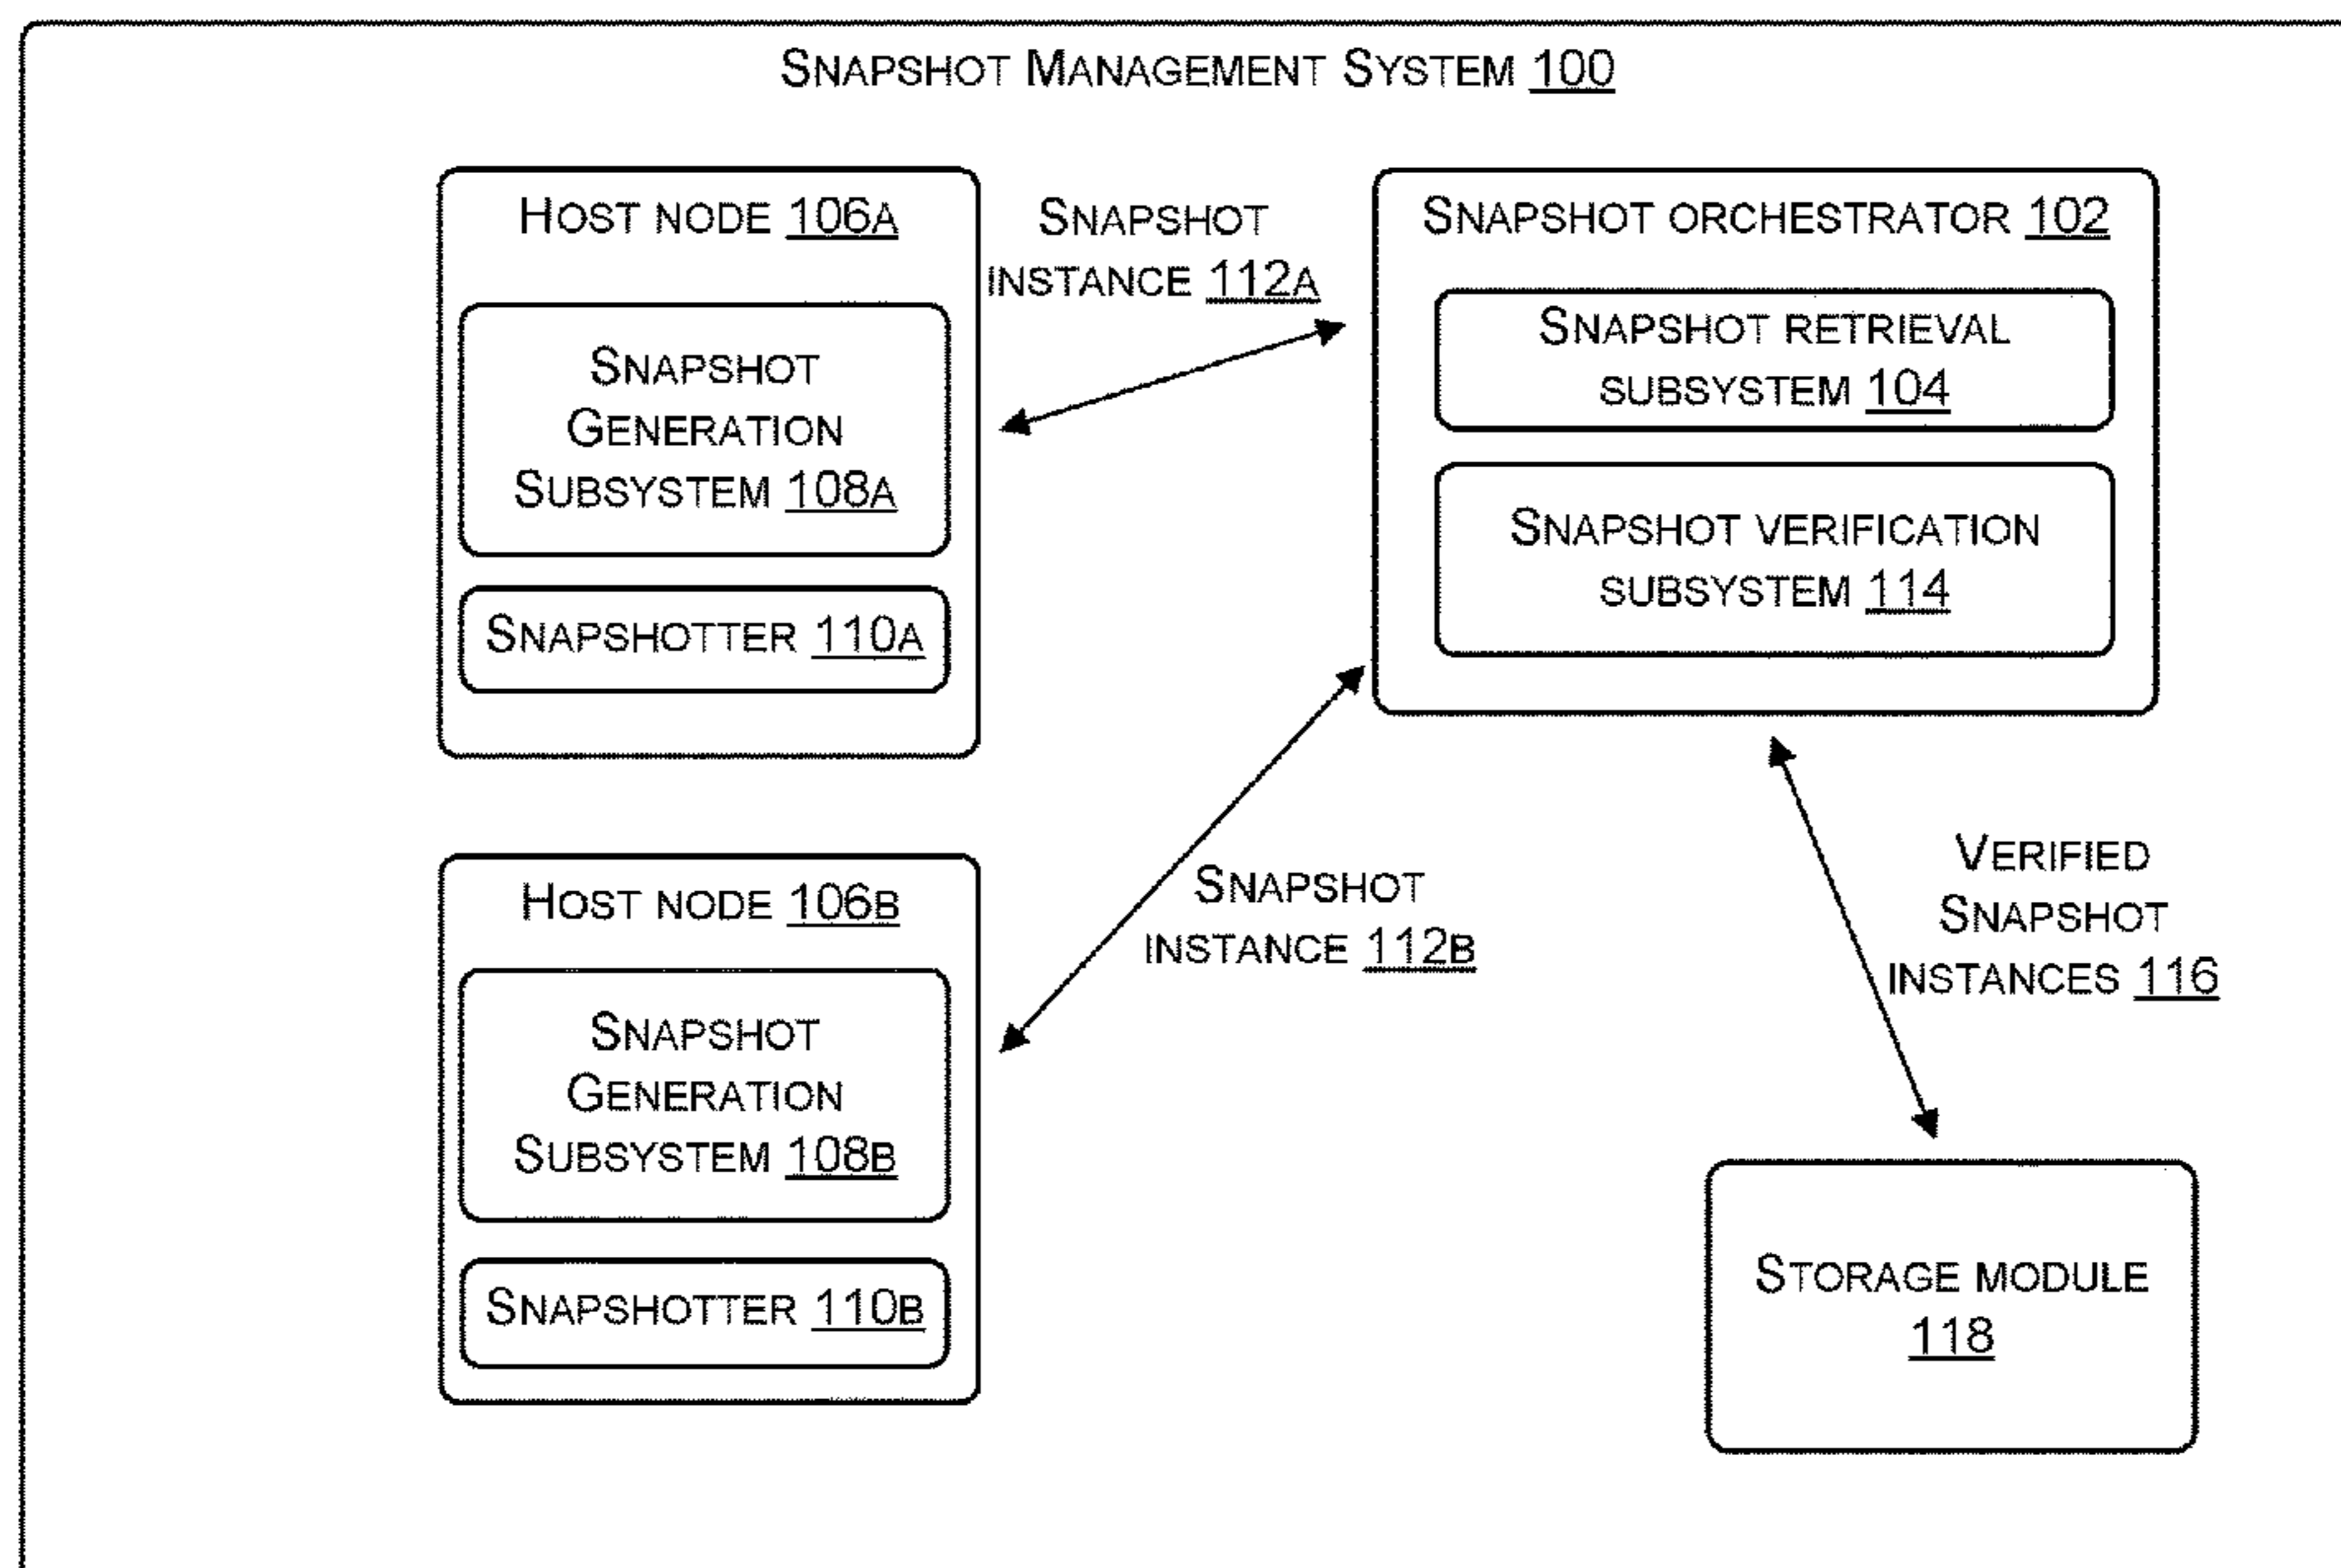 SNAPSHOT MANAGEMENT SYSTEM 100
HOST NODE 106A
SNAPSHOT
GENERATION
SUBSYSTEM 108A
SNAPSHOTTER 110A
SNAPSHOT
INSTANCE 112A
SNAPSHOT ORCHESTRATOR 102
SNAPSHOT RETRIEVAL
SUBSYSTEM 104
SNAPSHOT VERIFICATION
SUBSYSTEM 114
HOST NODE 106B
SNAPSHOT
GENERATION
SUBSYSTEM 108B
SNAPSHOTTER 110B
SNAPSHOT
INSTANCE 112B
VERIFIED
SNAPSHOT
INSTANCES 116
STORAGE MODULE
118